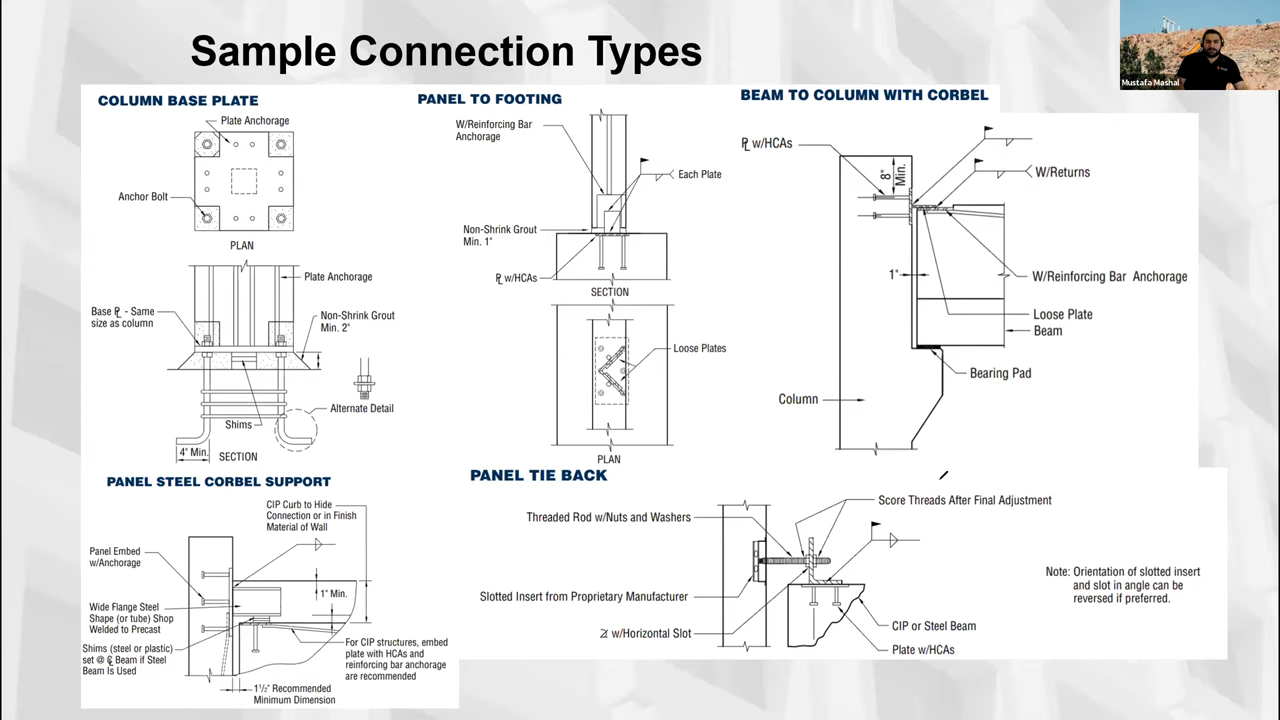 Sample Connection Types
Mustafa Mashal
COLUMN BASE PLATE
Plate Anchorage
Anchor Bolt
PLAN
Plate Anchorage
Base ⅊ - Same
size as column
Non-Shrink Grout
Min. 2"
Alternate Detail
Shims
4" Min.
SECTION
PANEL TO FOOTING
W/Reinforcing Bar
Anchorage
Each Plate
Non-Shrink Grout
Min. 1"
⅊ w/HCAs
SECTION
Loose Plates
PLAN
BEAM TO COLUMN WITH CORBEL
⅊ w/HCAs
8"
Min.
W/Returns
1"
W/Reinforcing Bar Anchorage
Loose Plate
Beam
Bearing Pad
Column
PANEL STEEL CORBEL SUPPORT
CIP Curb to Hide
Connection or in Finish
Material of Wall
Panel Embed
w/Anchorage
1" Min.
Wide Flange Steel
Shape (or tube) Shop
Welded to Precast
Shims (steel or plastic)
set @ ℄ Beam if Steel
Beam Is Used
For CIP structures, embed
plate with HCAs and
reinforcing bar anchorage
are recommended
1½" Recommended
Minimum Dimension
PANEL TIE BACK
Score Threads After Final Adjustment
Threaded Rod w/Nuts and Washers
Slotted Insert from Proprietary Manufacturer
w/Horizontal Slot
CIP or Steel Beam
Plate w/HCAs
Note: Orientation of slotted insert
and slot in angle can be
reversed if preferred.